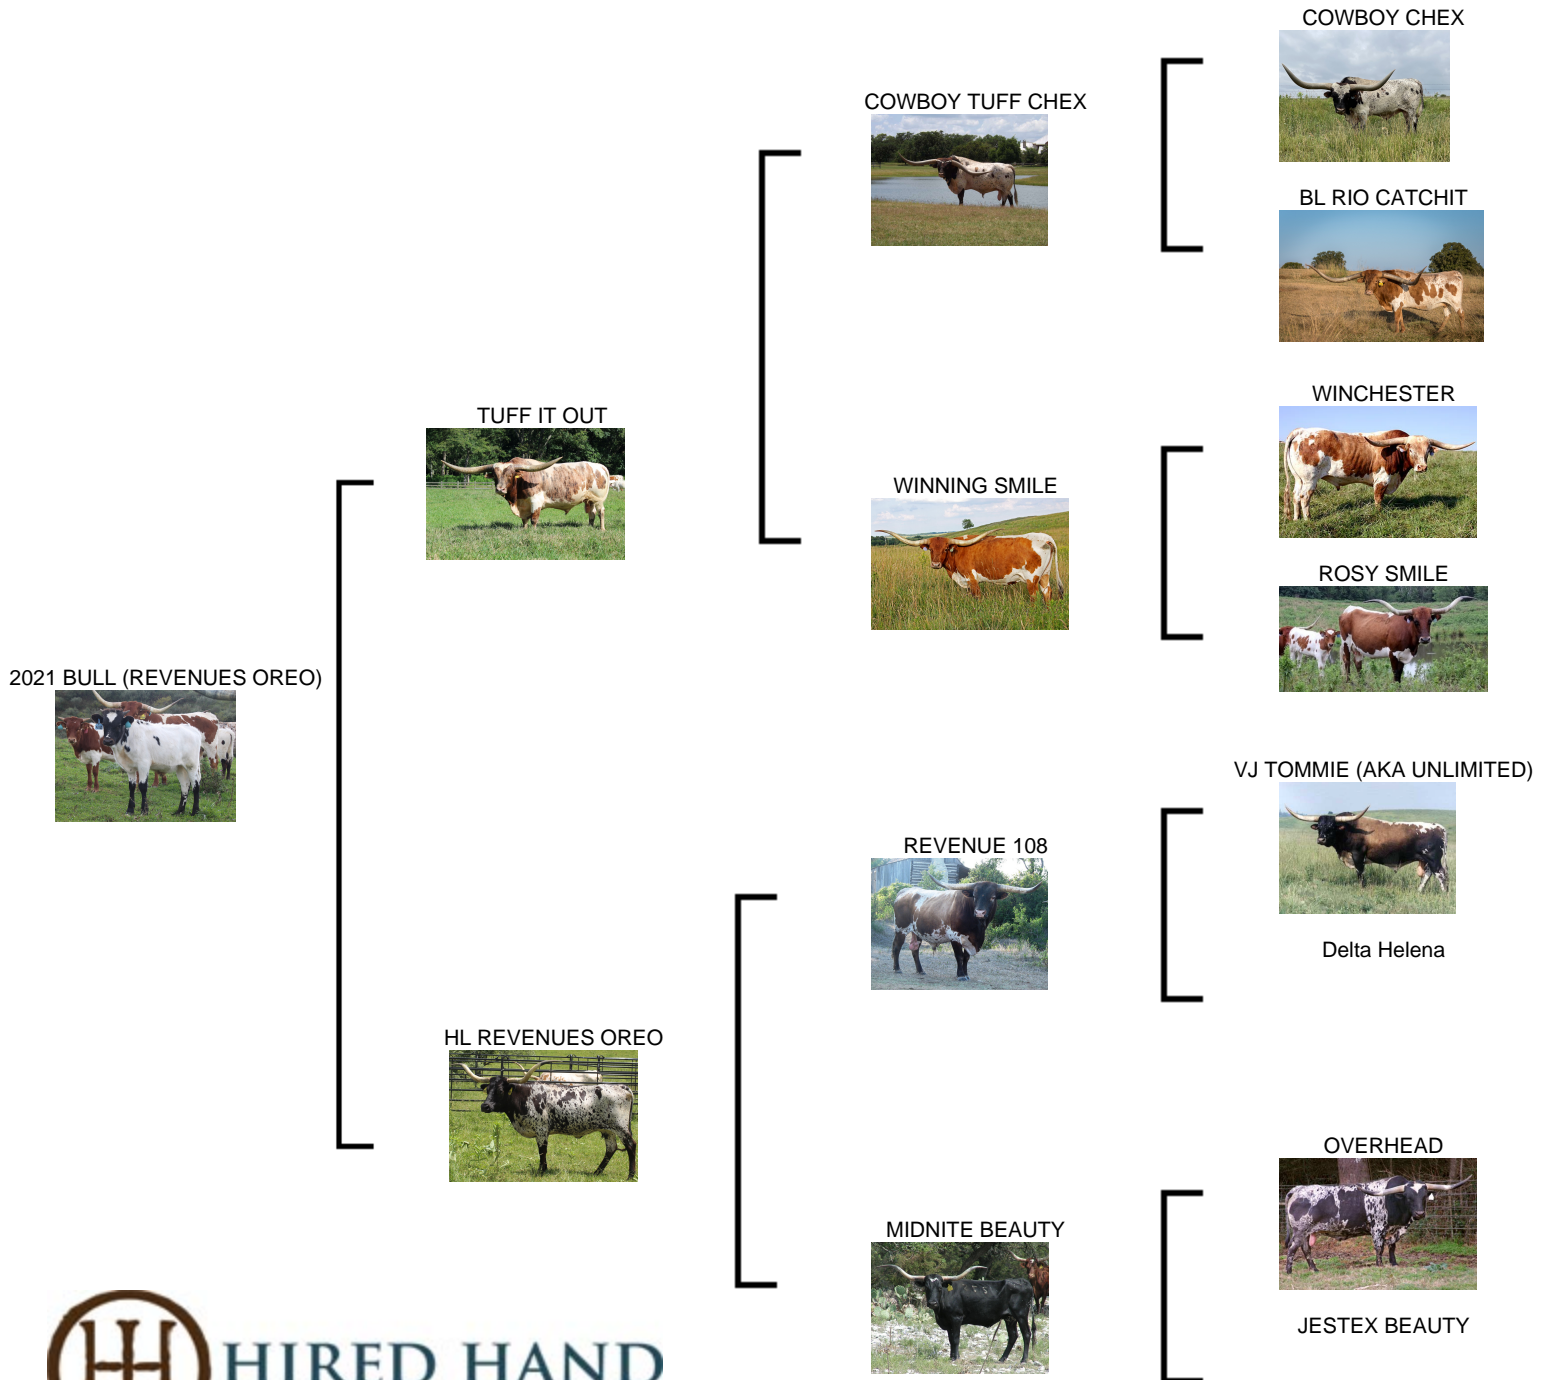 COWBOY CHEX
COWBOY TUFF CHEX
BL RIO CATCHIT
WINCHESTER
TUFF IT OUT
WINNING SMILE
ROSY SMILE
2021 BULL (REVENUES OREO)
VJ TOMMIE (AKA UNLIMITED)
REVENUE 108
Delta Helena
HL REVENUES OREO
OVERHEAD
MIDNITE BEAUTY
JESTEX BEAUTY
HIRED HAND